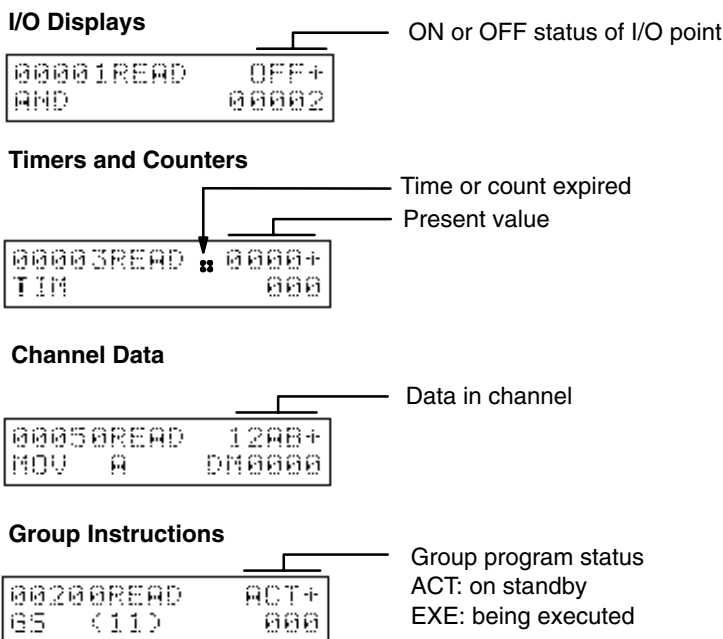 I/O Displays
ON or OFF status of I/O point
00001READ OFF+
AND 00002
Timers and Counters
Time or count expired
Present value
00003READ 0000+
TIM 000
Channel Data
Data in channel
00050READ 12AB+
MOV A DM0000
Group Instructions
Group program status
ACT: on standby
EXE: being executed
00200READ ACT+
GS (11) 000